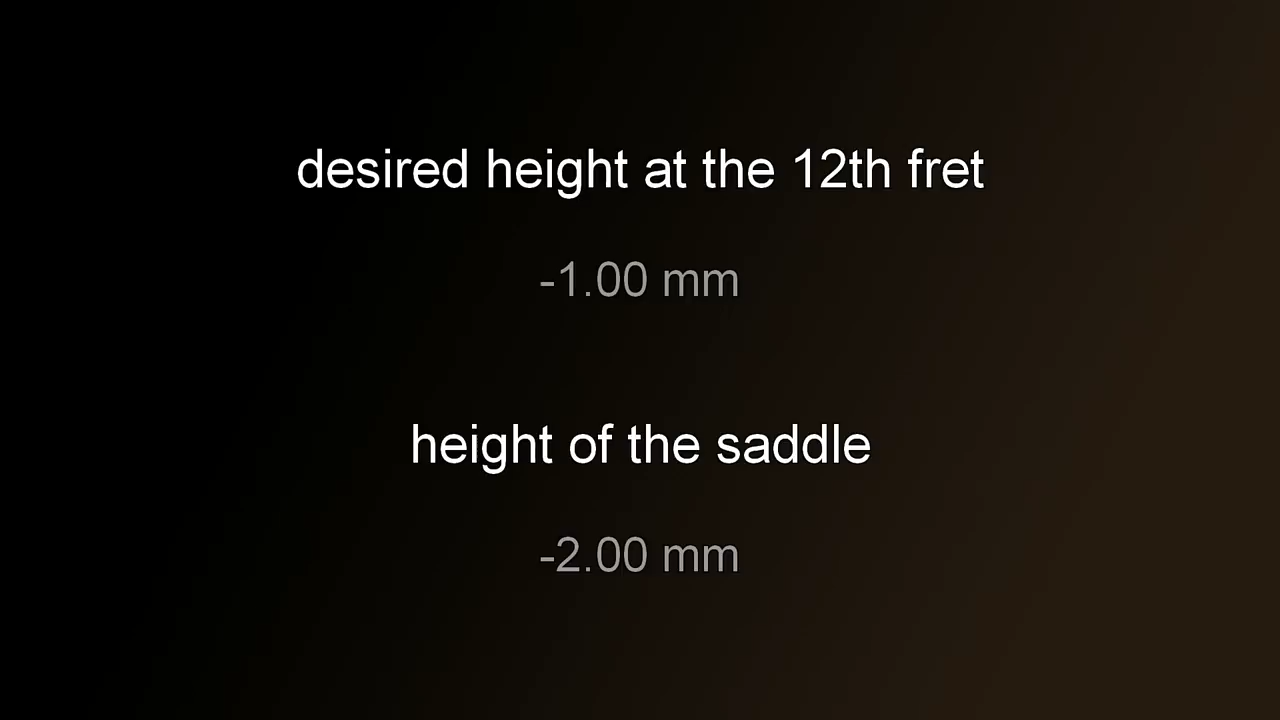 desired height at the 12th fret
-1.00 mm
height of the saddle
-2.00 mm